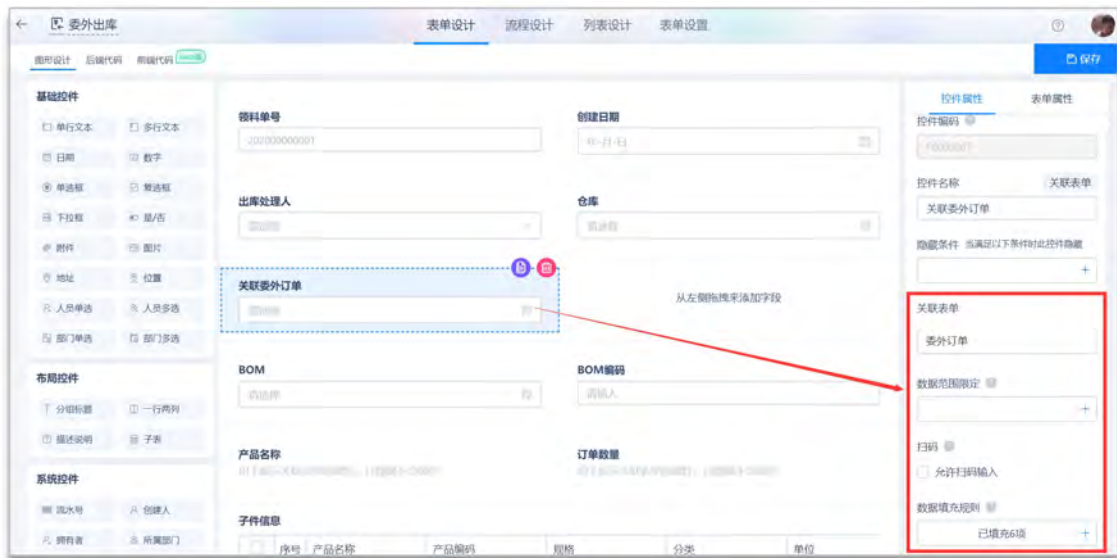 委外出库
表单设计 流程设计 列表设计 表单设置
图形设计 后端代码 前端代码
保存
基础控件
单行文本 多行文本
日期 数字
单选框 复选框
下拉框 是/否
附件 图片
地址 位置
人员单选 人员多选
部门单选 部门多选
布局控件
分组标题 一行两列
描述说明 子表
系统控件
流水号 创建人
拥有者 所属部门
领料单号 创建日期
202000000001 年-月-日
出库处理人 仓库
请选择 请选择
关联委外订单
请选择
从左侧拖拽来添加字段
BOM BOM编码
请选择 请输入
产品名称 订单数量
子件信息
序号 产品名称 产品编码 规格 分类 单位
控件属性 表单属性
控件编码
控件名称 关联表单
关联委外订单
隐藏条件 当满足以下条件时此控件隐藏
+
关联表单
委外订单
数据范围限定
+
扫码
允许扫码输入
数据填充规则
已填充6项 +